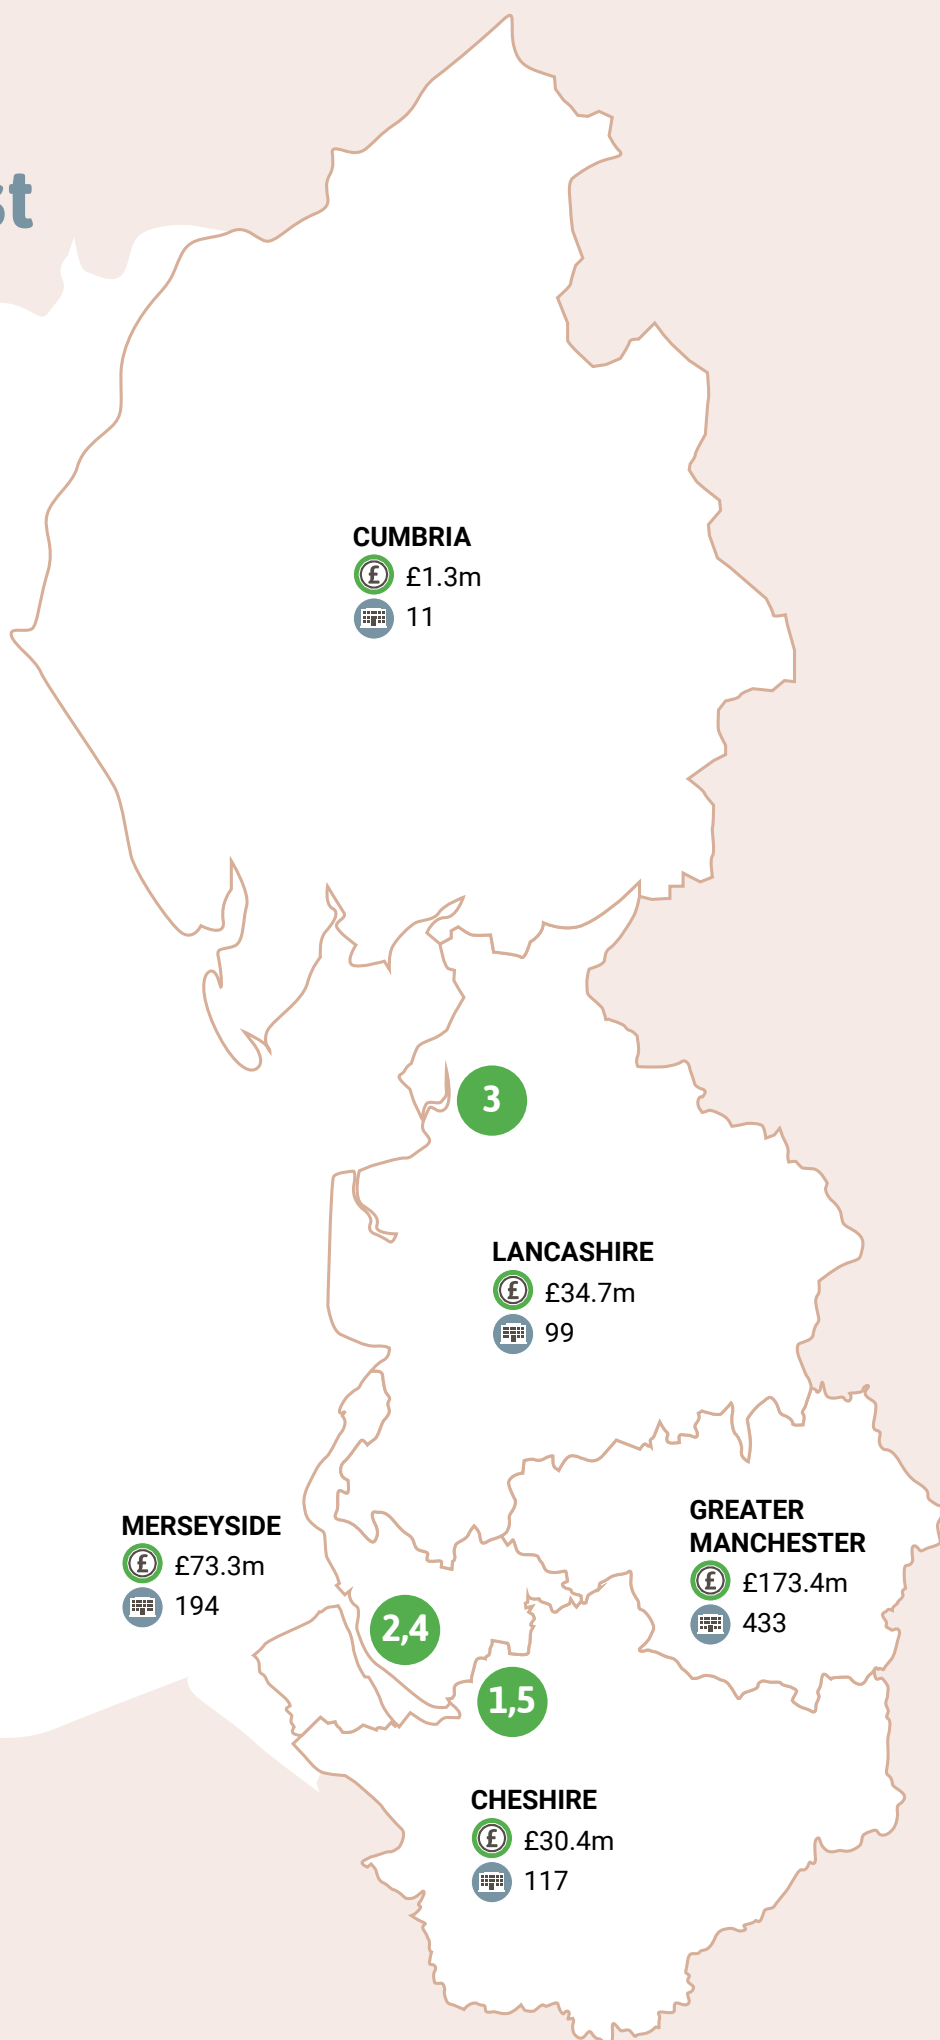 st
CUMBRIA
£1.3m
11
3
LANCASHIRE
£34.7m
99
MERSEYSIDE
£73.3m
194
GREATER
MANCHESTER
£173.4m
433
2,4
1,5
CHESHIRE
£30.4m
117